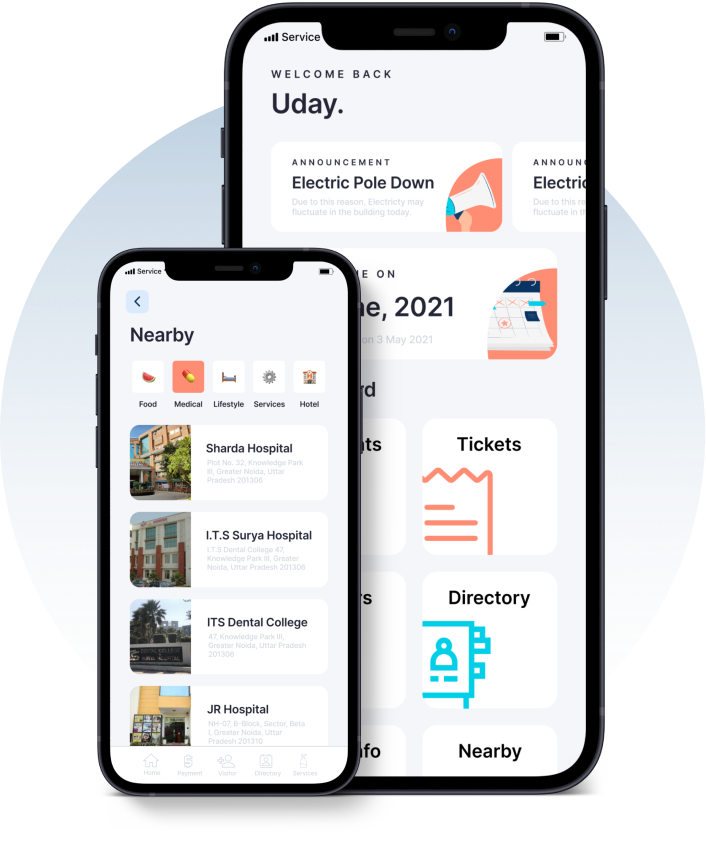 Service
WELCOME BACK
Uday.
ANNOUNCEMENT
Electric Pole Down
Due to this reason, Electricty may
fluctuate in the building today.
ANNOUN
Electric
Due to this re
fluctuate in th
E ON
e, 2021
on 3 May 2021
rd
ts
Tickets
s
Directory
fo
Nearby
Service
Nearby
Food
Medical
Lifestyle
Services
Hotel
Sharda Hospital
Plot No. 32, Knowledge Park
III, Greater Noida, Uttar
Pradesh 201306
I.T.S Surya Hospital
I.T.S Dental College 47,
Knowledge Park III, Greater
Noida, Uttar Pradesh 201306
ITS Dental College
47, Knowledge Park III,
Greater Noida, Uttar Pradesh
201306
JR Hospital
NH-07, B-Block, Sector, Beta
I, Greater Noida, Uttar
Pradesh 201310
Home
Payment
Visitor
Directory
Services